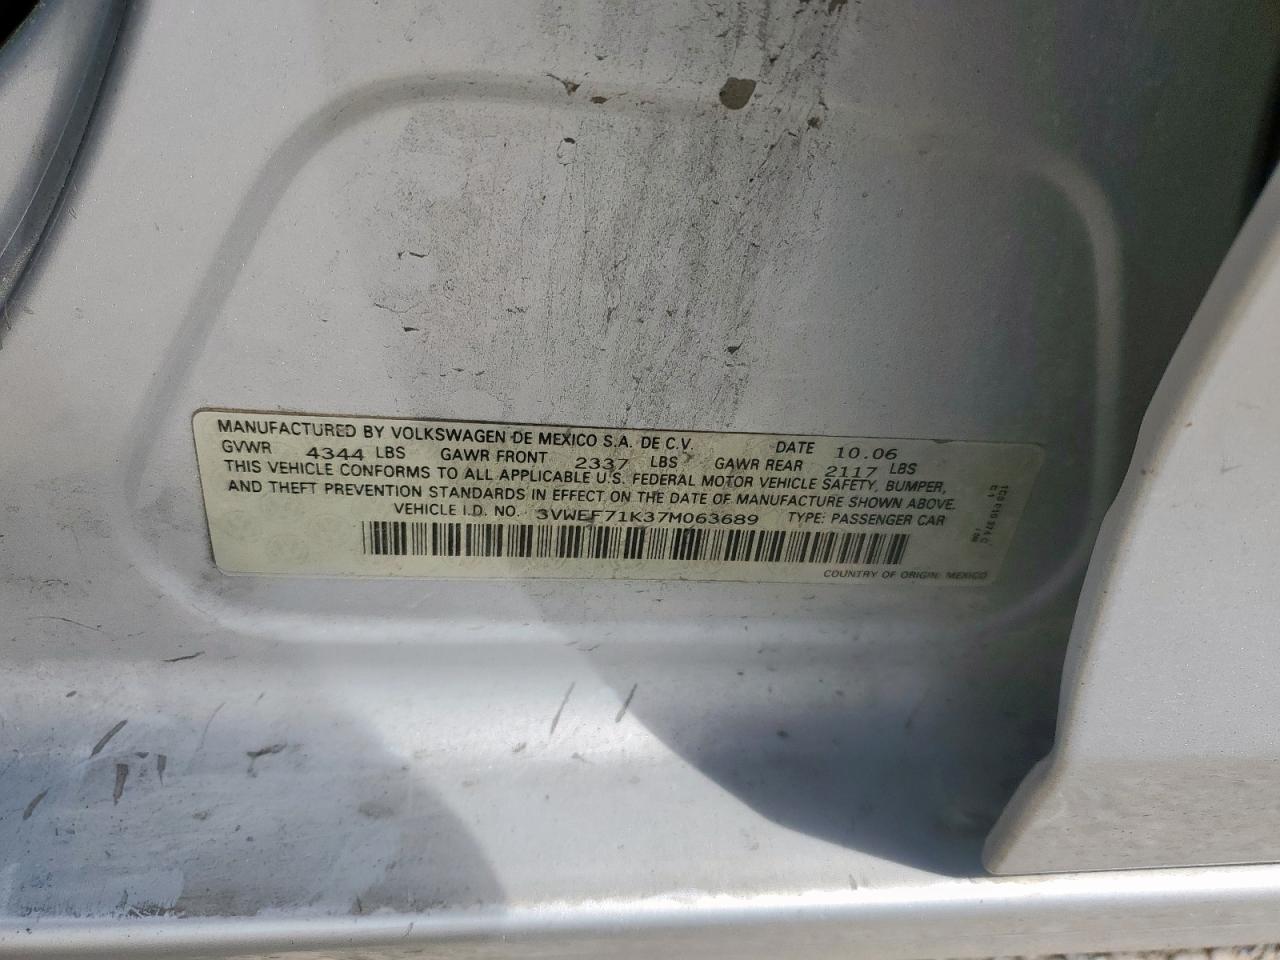 MANUFACTURED BY VOLKSWAGEN DE MEXICO S.A. DE C.V. DATE 10.06
GVWR 4344 LBS GAWR FRONT 2337 LBS GAWR REAR 2117 LBS
THIS VEHICLE CONFORMS TO ALL APPLICABLE U.S. FEDERAL MOTOR VEHICLE SAFETY, BUMPER,
AND THEFT PREVENTION STANDARDS IN EFFECT ON THE DATE OF MANUFACTURE SHOWN ABOVE.
VEHICLE I.D. NO. 3VWEF71K37M063689 TYPE: PASSENGER CAR
COUNTRY OF ORIGIN: MEXICO